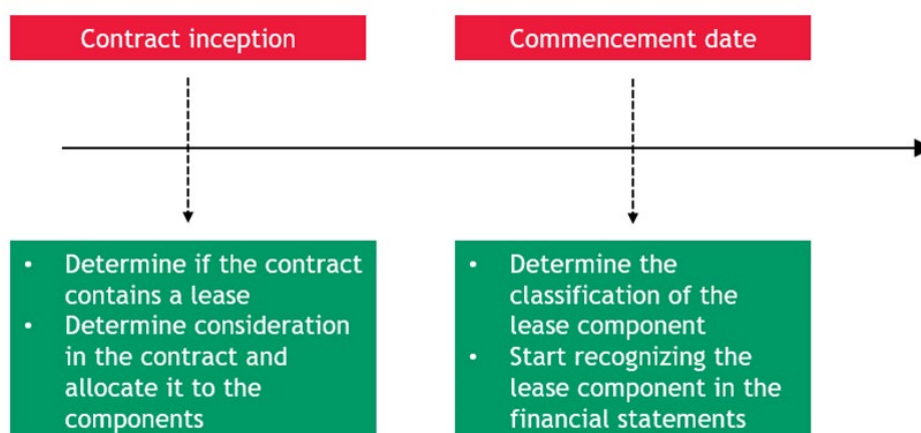 Contract inception
Commencement date
• Determine if the contract
contains a lease
• Determine consideration
in the contract and
allocate it to the
components
• Determine the
classification of the
lease component
• Start recognizing the
lease component in the
financial statements